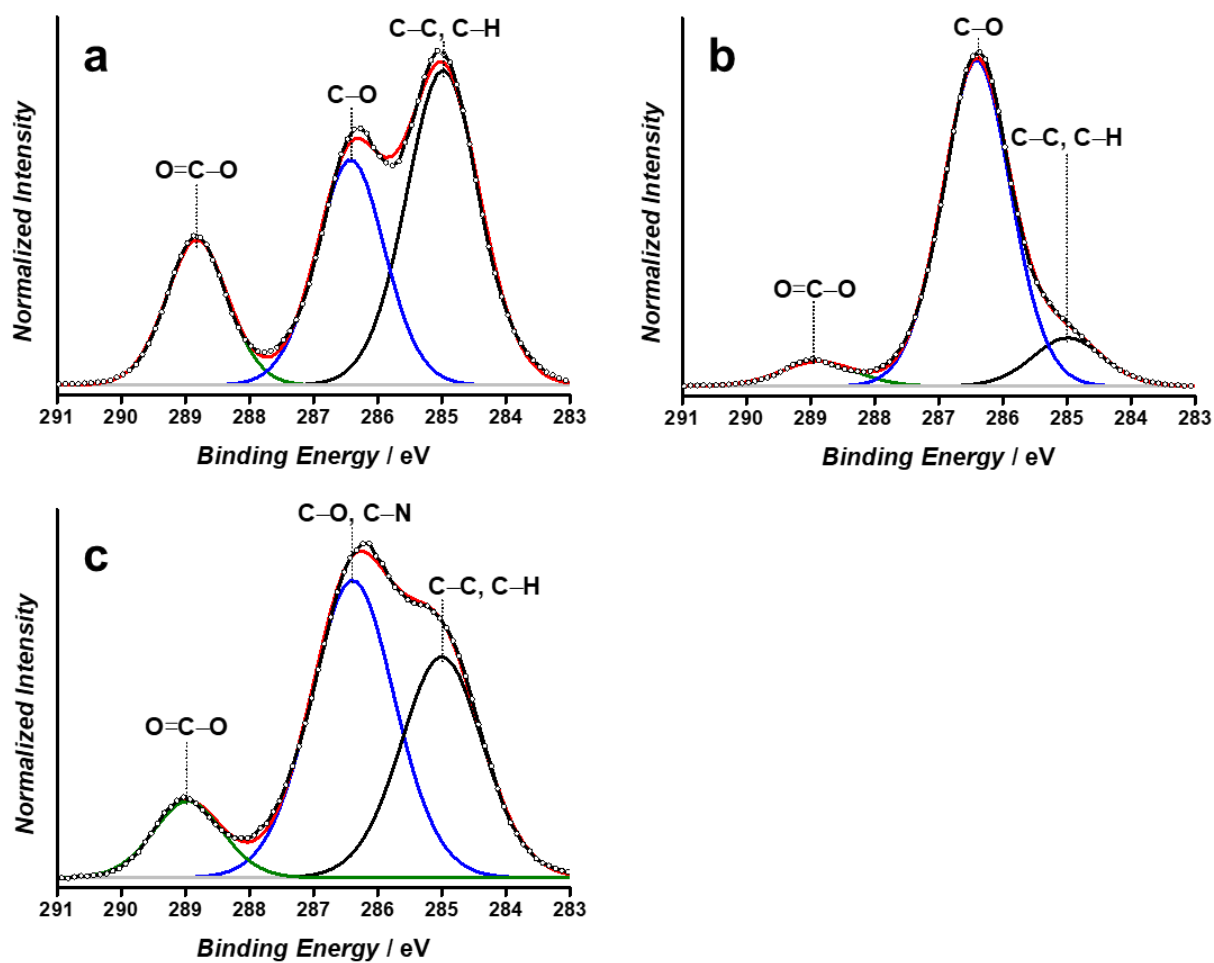 a
C–C, C–H
C–O
O=C–O
Normalized Intensity
291 290 289 288 287 286 285 284 283
Binding Energy / eV
b
C–O
C–C, C–H
O=C–O
Normalized Intensity
291 290 289 288 287 286 285 284 283
Binding Energy / eV
c
C–O, C–N
C–C, C–H
O=C–O
Normalized Intensity
291 290 289 288 287 286 285 284 283
Binding Energy / eV